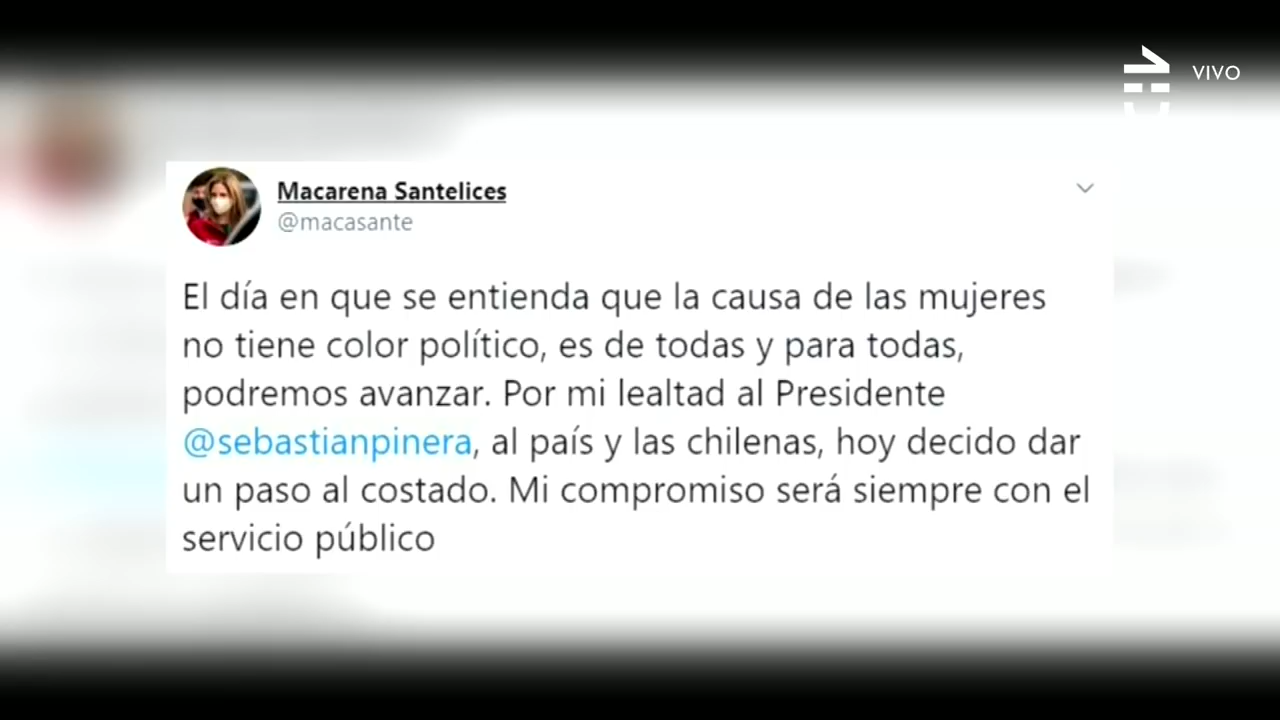 VIVO
Macarena Santelices
@macasante
El día en que se entienda que la causa de las mujeres
no tiene color político, es de todas y para todas,
podremos avanzar. Por mi lealtad al Presidente
@sebastianpinera, al país y las chilenas, hoy decido dar
un paso al costado. Mi compromiso será siempre con el
servicio público